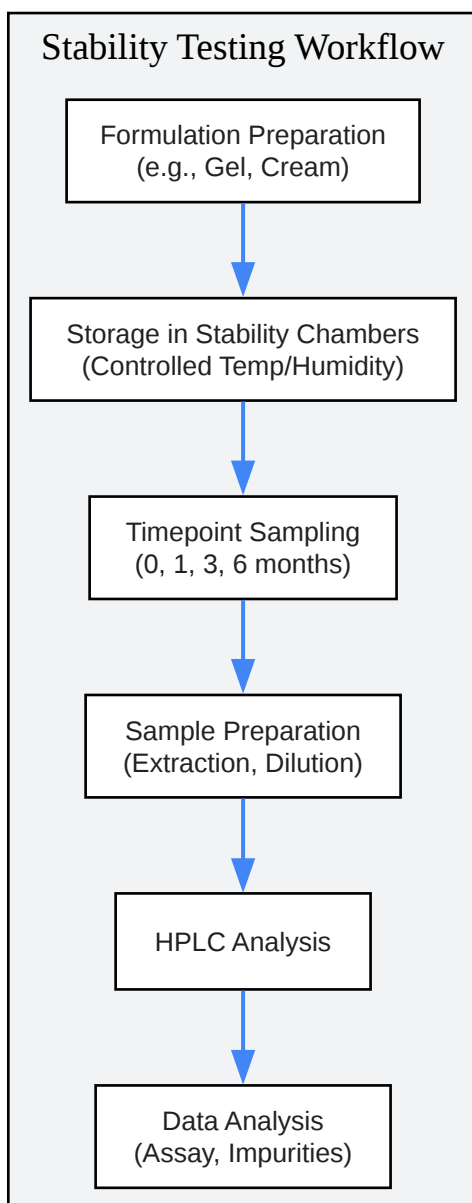 Stability Testing Workflow
Formulation Preparation
(e.g., Gel, Cream)
Storage in Stability Chambers
(Controlled Temp/Humidity)
Timepoint Sampling
(0, 1, 3, 6 months)
Sample Preparation
(Extraction, Dilution)
HPLC Analysis
Data Analysis
(Assay, Impurities)